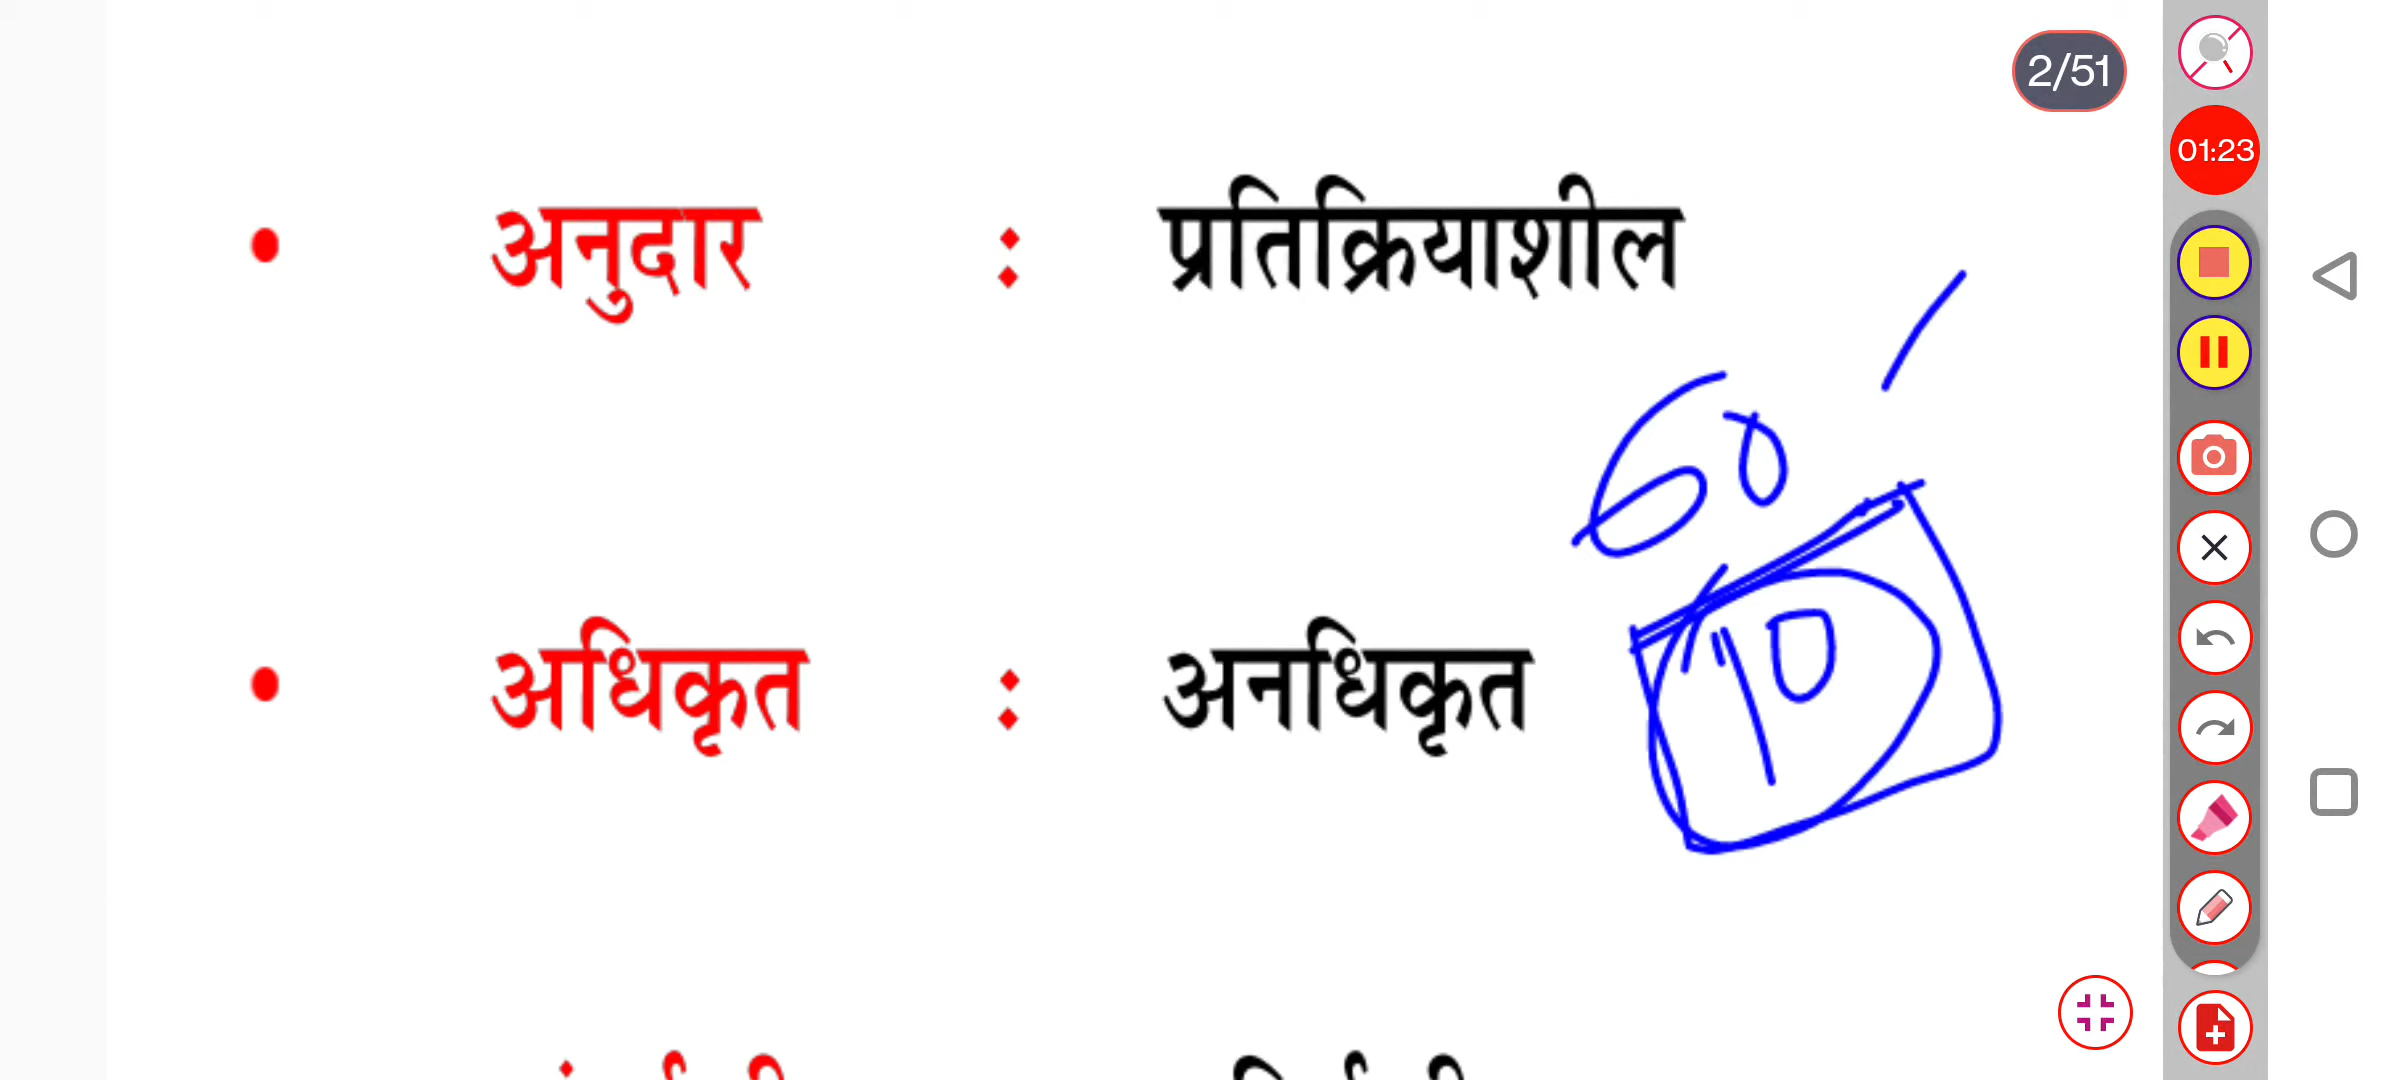 2/51
01:23
• अनुदार : प्रतिक्रियाशील
60
• अधिकृत : अनधिकृत
10